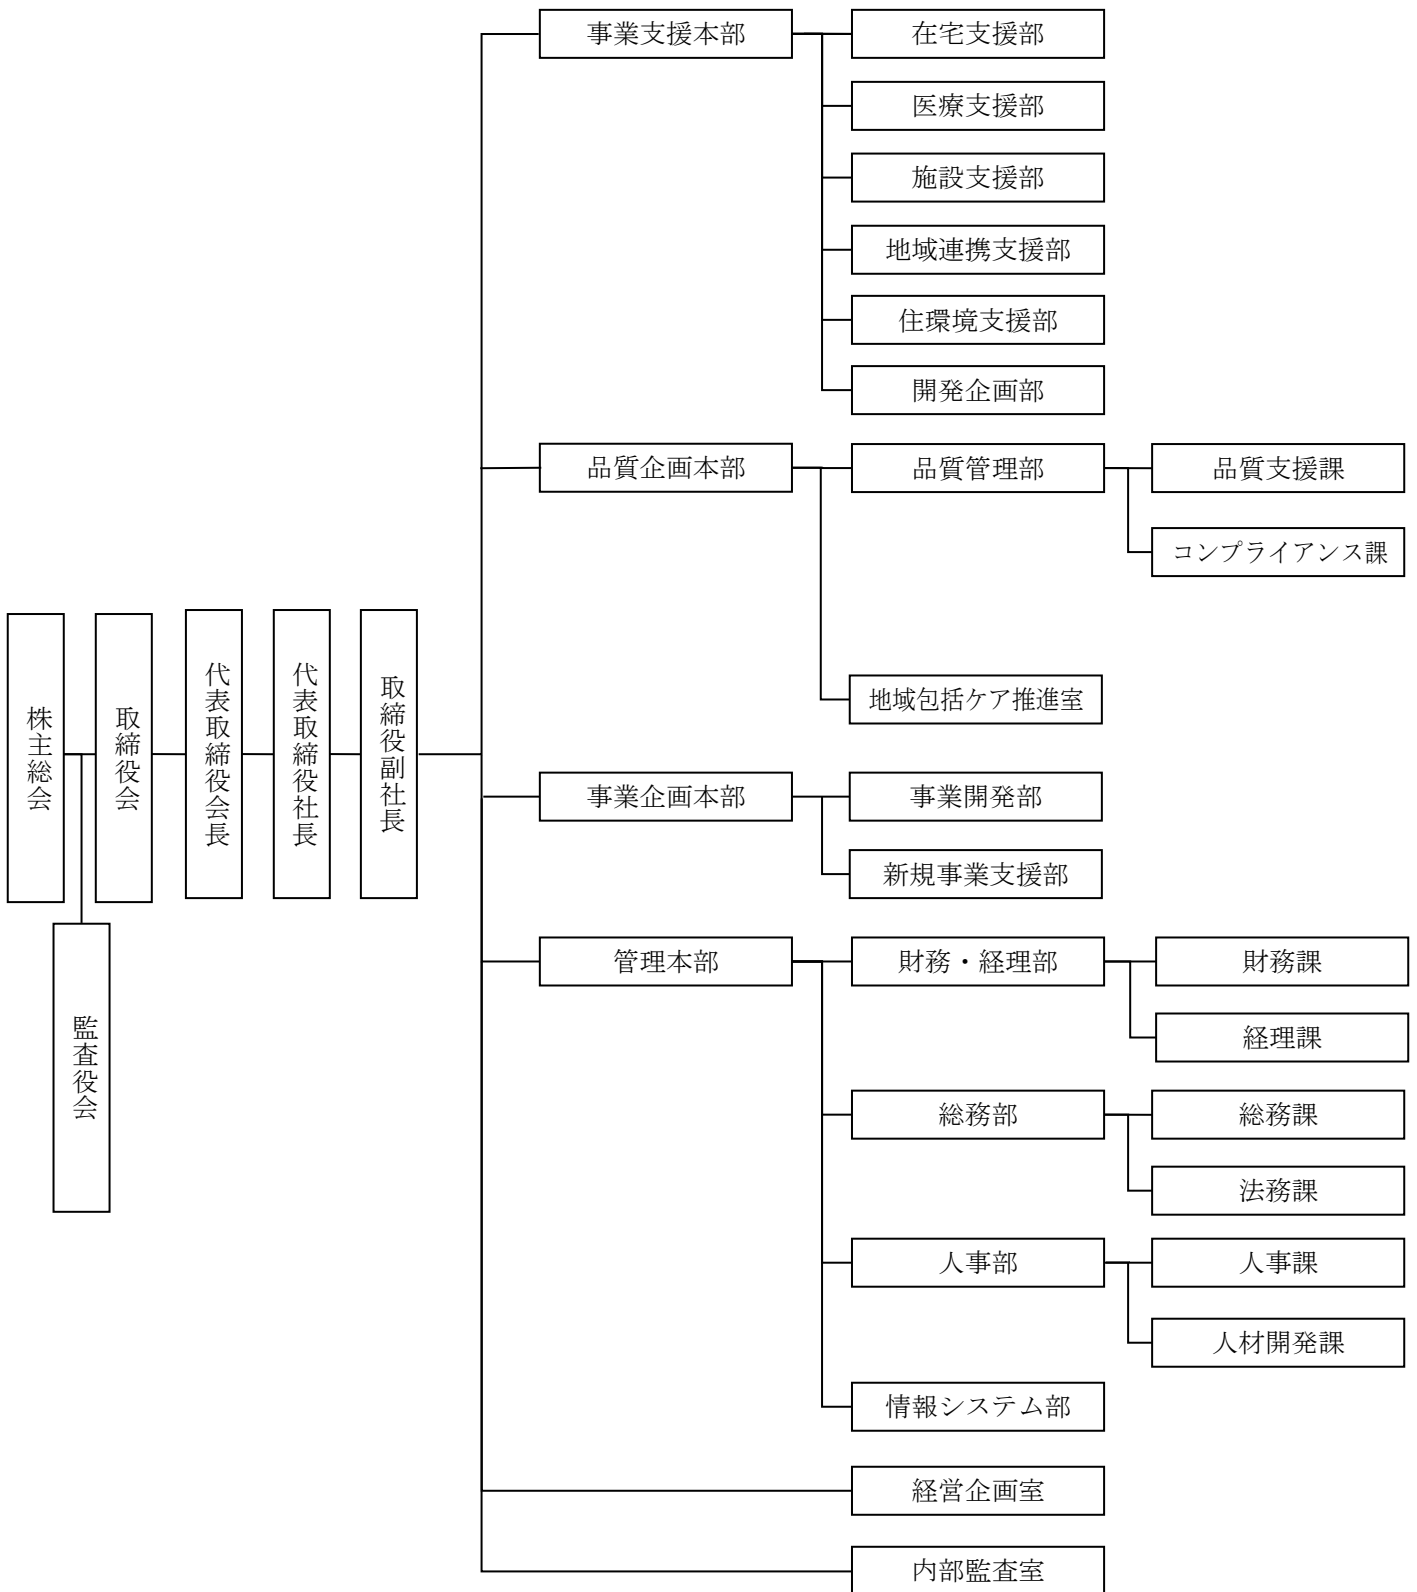 事業支援本部
在宅支援部
医療支援部
施設支援部
地域連携支援部
住環境支援部
開発企画部
品質企画本部
品質管理部
品質支援課
コンプライアンス課
地域包括ケア推進室
株主総会
取締役会
代表取締役会長
代表取締役社長
取締役副社長
監査役会
事業企画本部
事業開発部
新規事業支援部
管理本部
財務・経理部
財務課
経理課
総務部
総務課
法務課
人事部
人事課
人材開発課
情報システム部
経営企画室
内部監査室